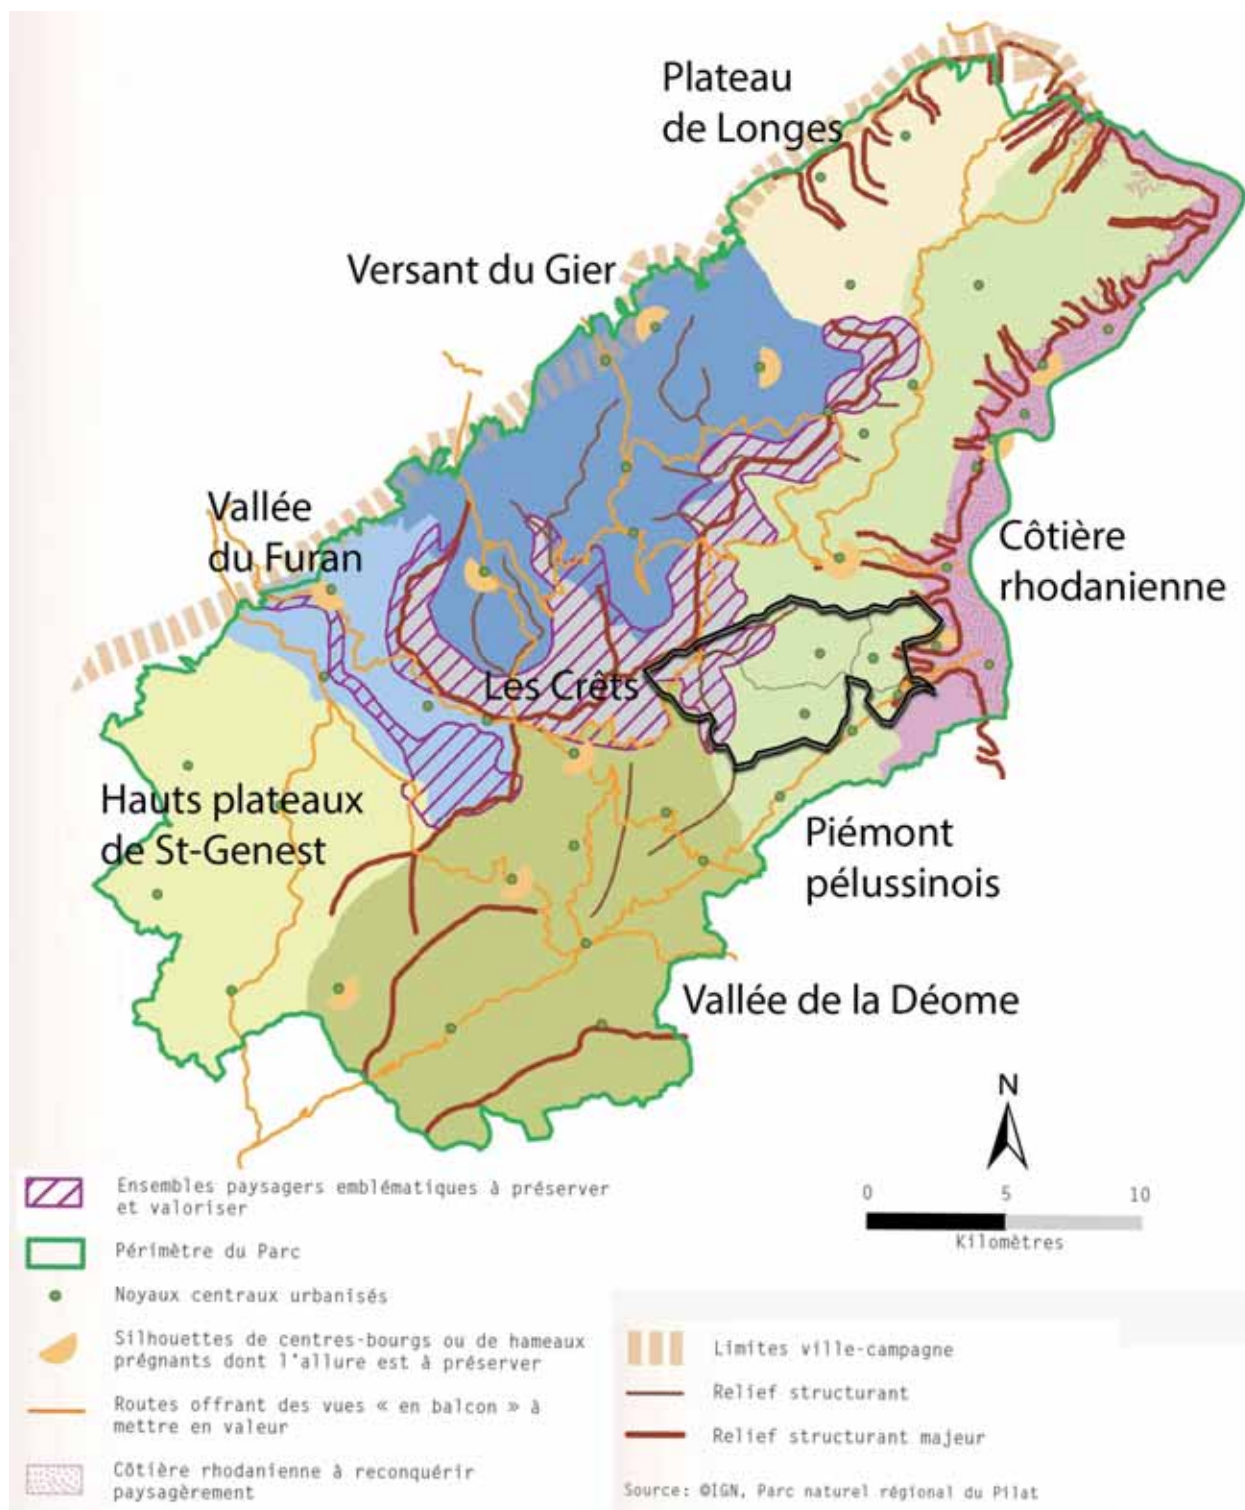 Plateau
de Longes
Versant du Gier
Vallée
du Furan
Côtière
rhodanienne
Les Crêts
Hauts plateaux
de St-Genest
Piémont
pélussinois
Vallée de la Déome
N
0 5 10
Kilomètres
Ensembles paysagers emblématiques à préserver
et valoriser
Périmètre du Parc
Noyaux centraux urbanisés
Silhouettes de centres-bourgs ou de hameaux
prégnants dont l'allure est à préserver
Routes offrant des vues « en balcon » à
mettre en valeur
Côtière rhodanienne à reconquérir
paysagèrement
Limites ville-campagne
Relief structurant
Relief structurant majeur
Source: ©IGN, Parc naturel régional du Pilat